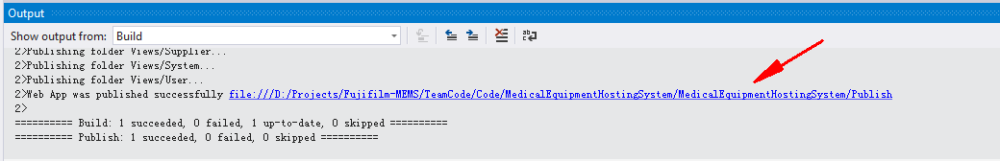 Output
Show output from: Build
2>Publishing folder Views/Supplier...
2>Publishing folder Views/System...
2>Publishing folder Views/User...
2>Web App was published successfully file:///D:/Projects/Fujifilm-MEMS/TeamCode/Code/MedicalEquipmentHostingSystem/MedicalEquipmentHostingSystem/Publish
2>
========== Build: 1 succeeded, 0 failed, 1 up-to-date, 0 skipped ==========
========== Publish: 1 succeeded, 0 failed, 0 skipped ==========